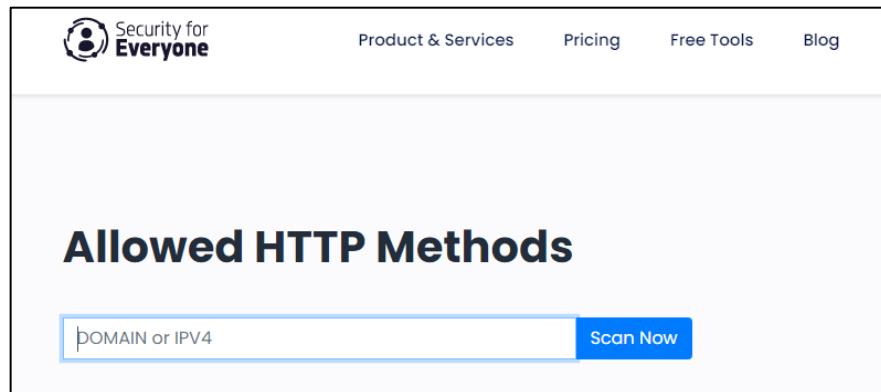 Security for
Everyone
Product & Services Pricing Free Tools Blog
Allowed HTTP Methods
DOMAIN or IPV4 Scan Now